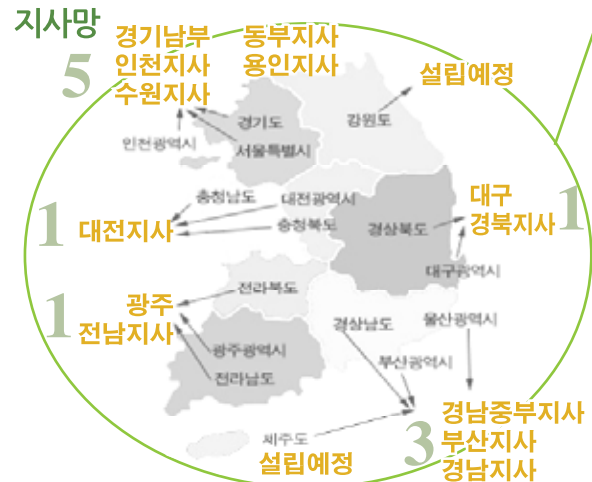 지사망
5
경기남부
인천지사
수원지사
동부지사
용인지사
설립예정
경기도
강원도
인천광역시
서울특별시
충청남도
대전광역시
1
대전지사
충청북도
경상북도
대구
경북지사
1
대구광역시
전라북도
1
광주
전남지사
경상남도
울산광역시
광주광역시
부산광역시
전라남도
제주도
설립예정
3
경남중부지사
부산지사
경남지사